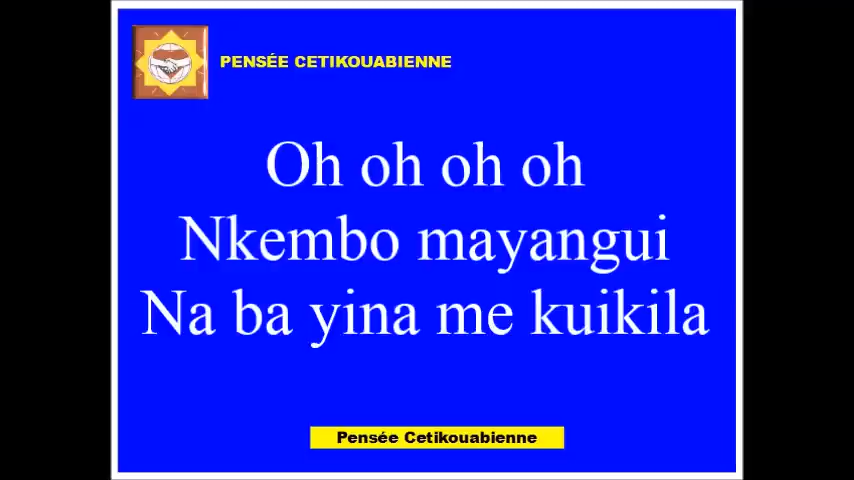 PENSÉE CETIKOUABIENNE
Oh oh oh oh
Nkembo mayangui
Na ba yina me kuikila
Pensée Cetikouabienne